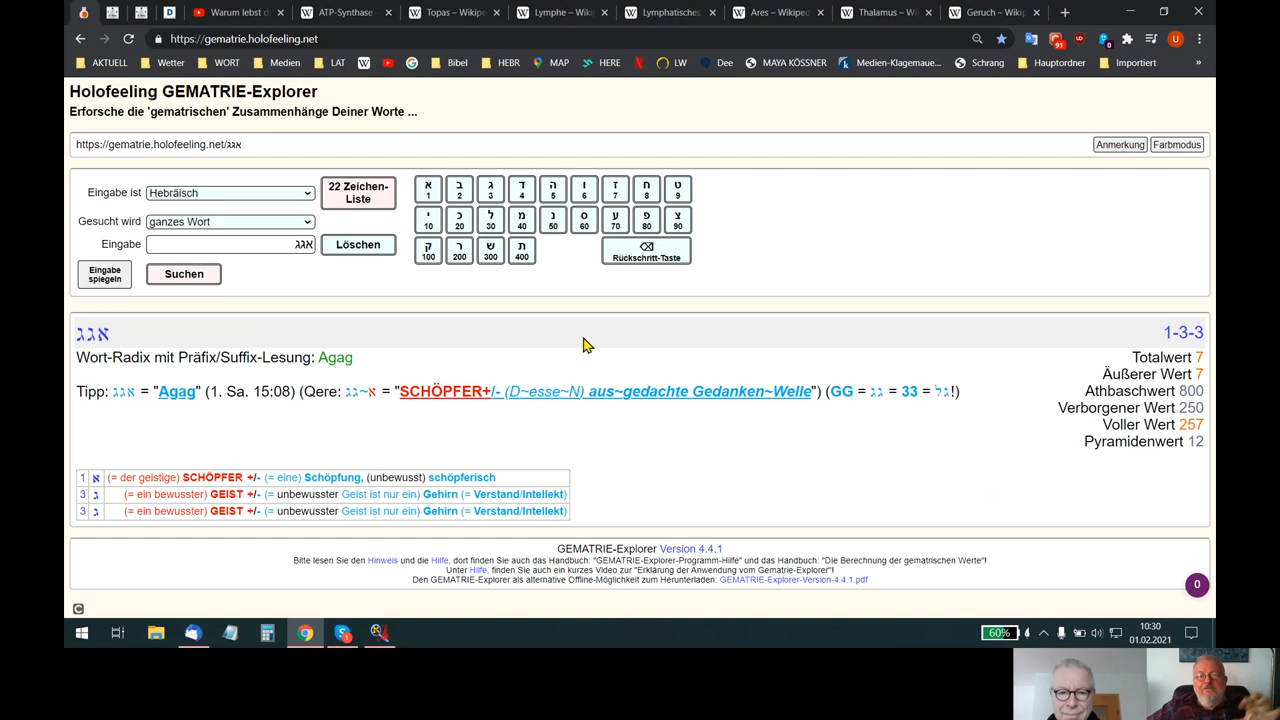 Warum lebst d
ATP-Synthase -
Topas – Wikipe
Lymphe – Wiki
Lymphatisches
Ares – Wikiped
Thalamus – Wi
Geruch – Wikip
https://gematrie.holofeeling.net
91
0
U
AKTUELL
Wetter
WORT
Medien
LAT
Bibel
HEBR
MAP
HERE
LW
Dee
MAYA KÖSSNER
Medien-Klagemaue...
Schrang
Hauptordner
Importiert
»
Holofeeling GEMATRIE-Explorer
Erforsche die 'gematrischen' Zusammenhänge Deiner Worte ...
https://gematrie.holofeeling.net/אגג
Anmerkung
Farbmodus
Eingabe ist Hebräisch
22 Zeichen-
Liste
Gesucht wird ganzes Wort
Eingabe אגג
Löschen
Eingabe
spiegeln
Suchen
א ב ג ד ה ו ז ח ט
1 2 3 4 5 6 7 8 9
י כ ל מ נ ס ע פ צ
10 20 30 40 50 60 70 80 90
ק ר ש ת
100 200 300 400
⌫
Rückschritt-Taste
אגג
1-3-3
Wort-Radix mit Präfix/Suffix-Lesung: Agag
Totalwert 7
Äußerer Wert 7
Tipp: אגג = "Agag" (1. Sa. 15:08) (Qere: א~גג = "SCHÖPFER+/- (D~esse~N) aus~gedachte Gedanken~Welle") (GG = גג = 33 = גל!)
Athbaschwert 800
Verborgener Wert 250
Voller Wert 257
Pyramidenwert 12
1 א (= der geistige) SCHÖPFER +/- (= eine) Schöpfung, (unbewusst) schöpferisch
3 ג (= ein bewusster) GEIST +/- (= unbewusster Geist ist nur ein) Gehirn (= Verstand/Intellekt)
3 ג (= ein bewusster) GEIST +/- (= unbewusster Geist ist nur ein) Gehirn (= Verstand/Intellekt)
GEMATRIE-Explorer Version 4.4.1
Bitte lesen Sie den Hinweis und die Hilfe, dort finden Sie auch das Handbuch: "GEMATRIE-Explorer-Programm-Hilfe" und das Handbuch: "Die Berechnung der gematrischen Werte"!
Unter Hilfe, finden Sie auch ein kurzes Video zur "Erklärung der Anwendung vom Gematrie-Explorer"!
Den GEMATRIE-Explorer als alternative Offline-Möglichkeit zum Herunterladen: GEMATRIE-Explorer-Version-4.4.1.pdf
0
C
60%
10:30
01.02.2021